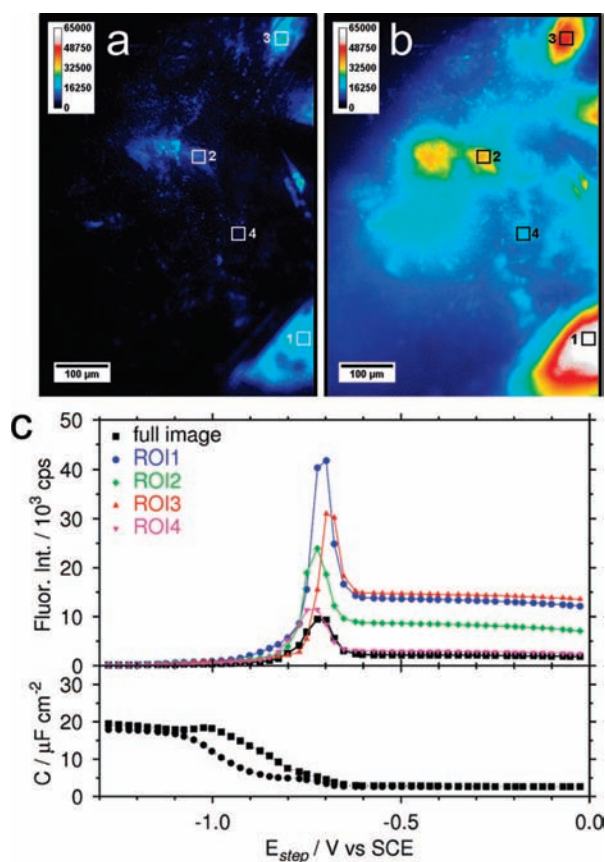 a
65000
48750
32500
16250
0
3
2
4
1
100 µm
b
65000
48750
32500
16250
0
3
2
4
1
100 µm
C
50
40
30
20
10
0
Fluor. Int. / 10³ cps
full image
ROI1
ROI2
ROI3
ROI4
30
20
10
0
C / µF cm⁻²
-1.0
-0.5
0.0
E step / V vs SCE